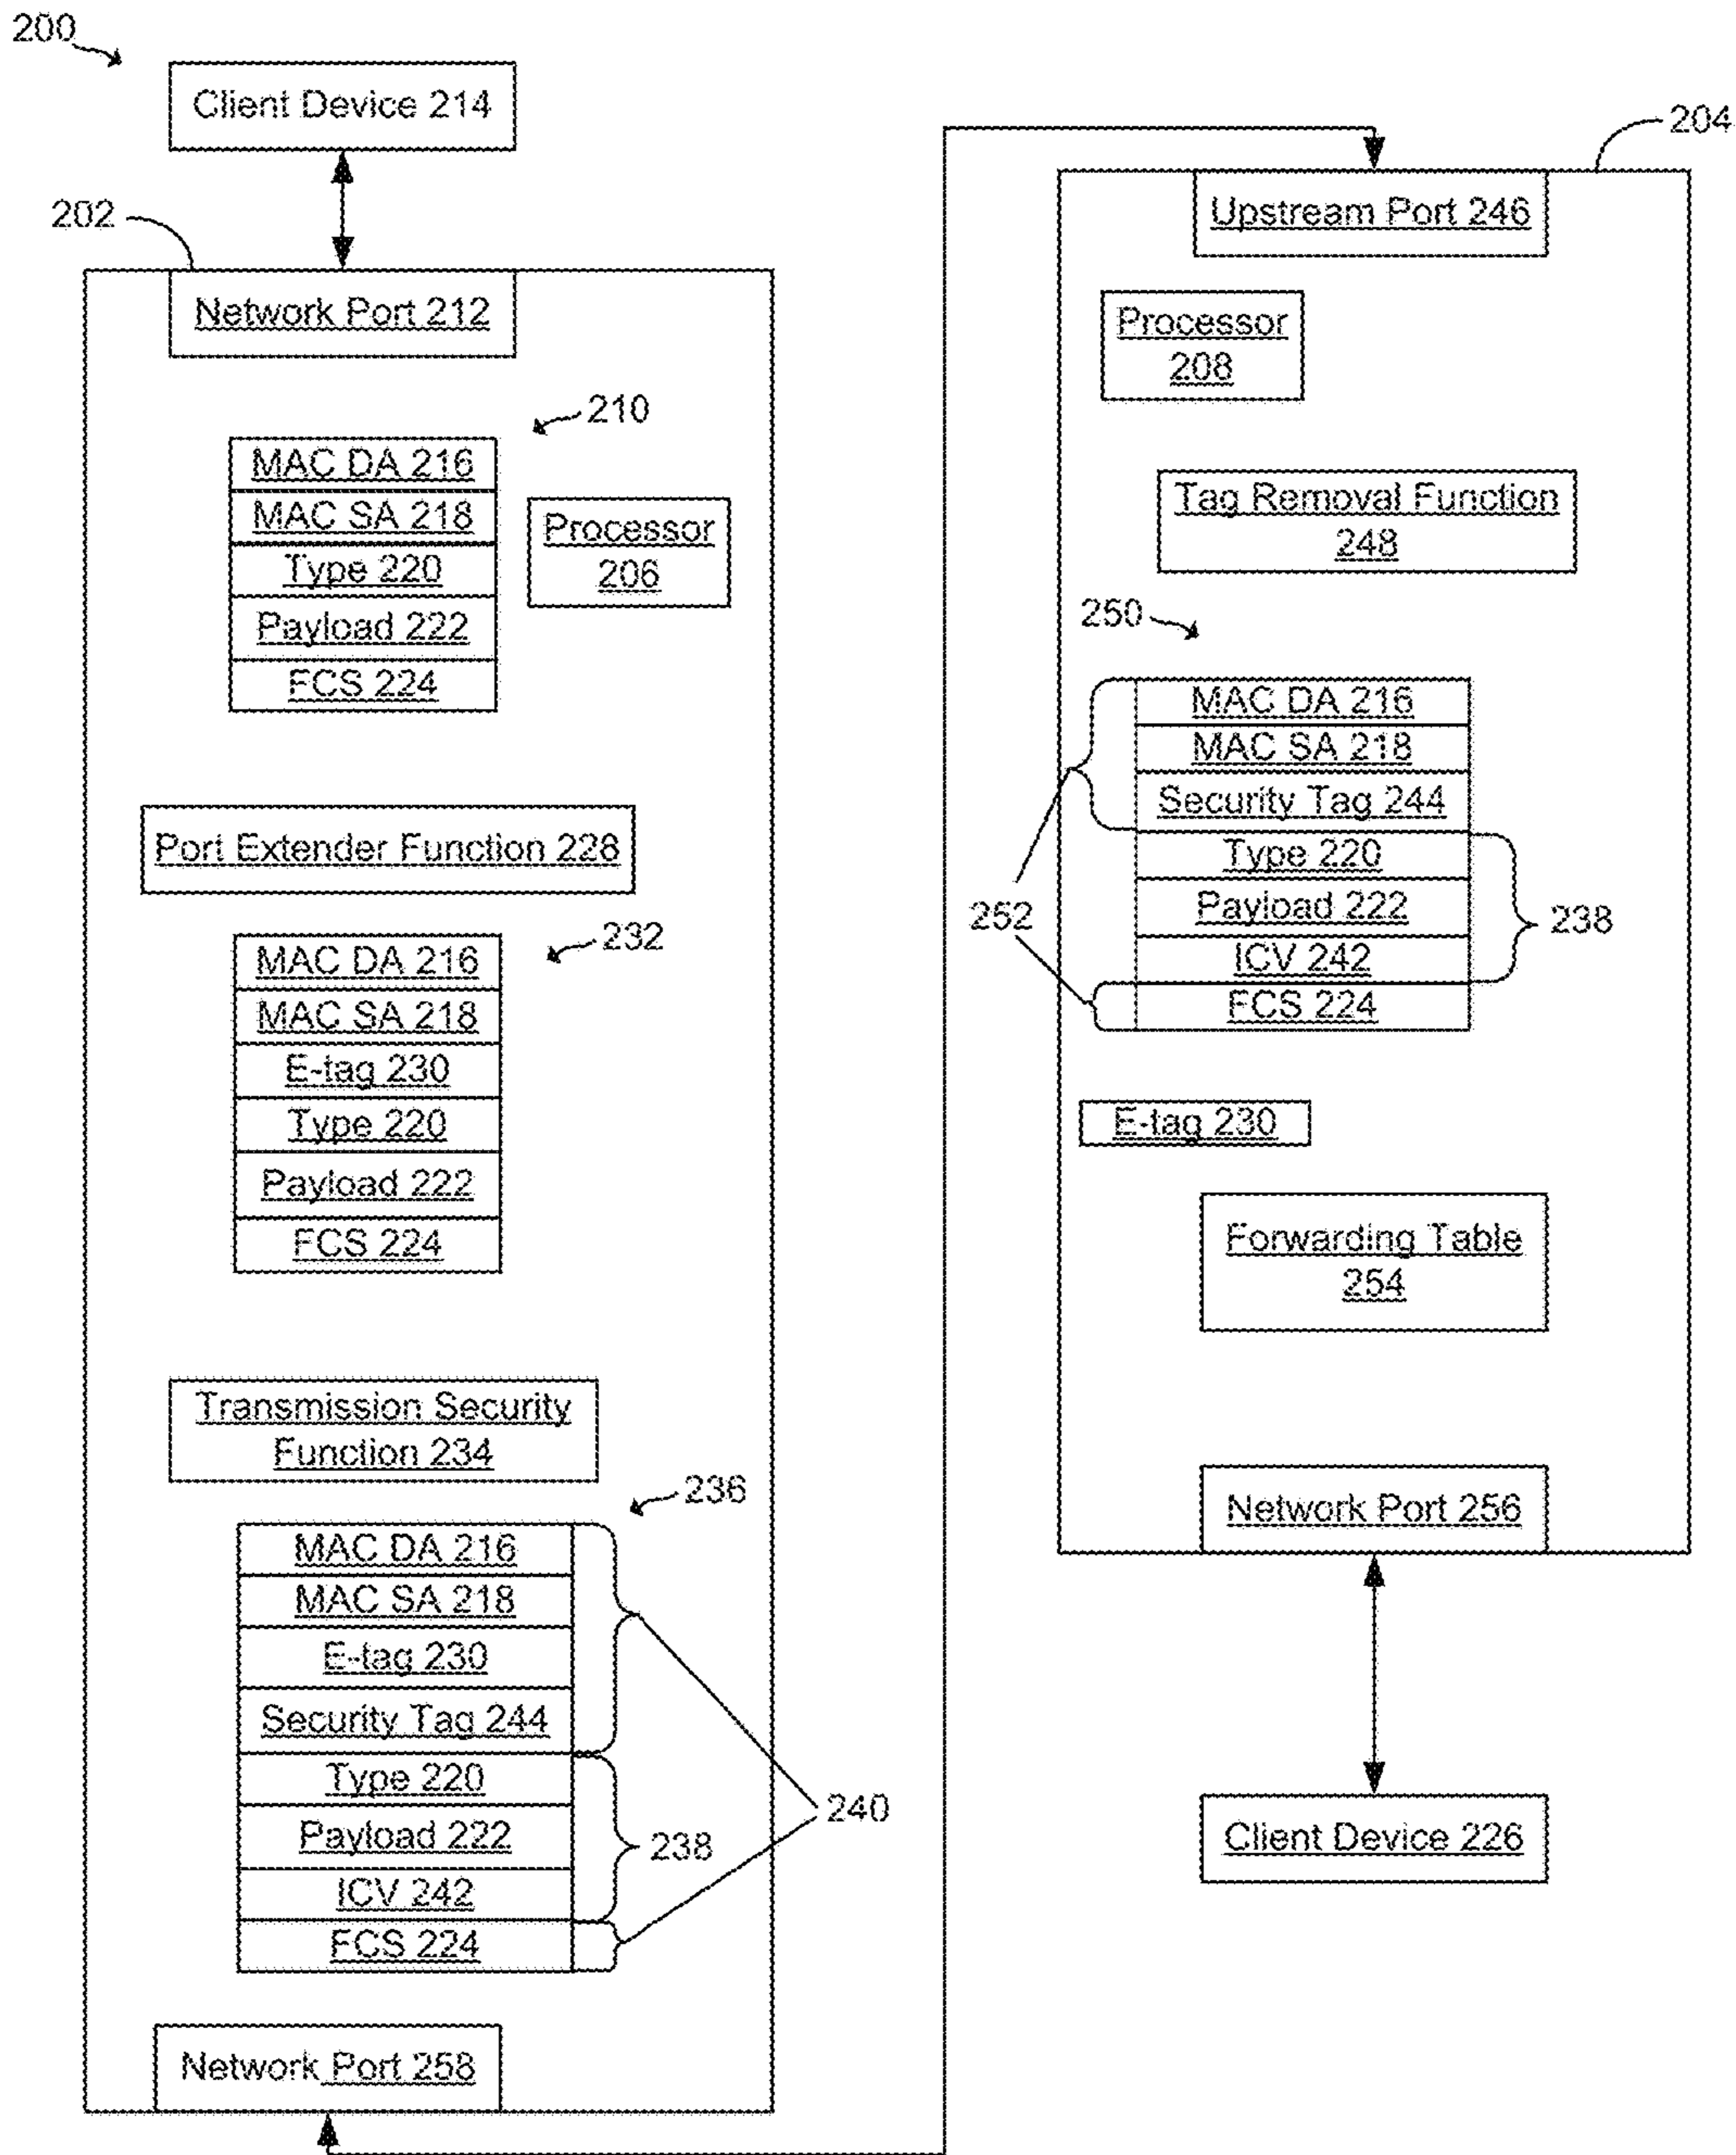 200
Client Device 214
202
Network Port 212
210
MAC DA 216
MAC SA 218
Type 220
Payload 222
FCS 224
Processor
206
Port Extender Function 228
232
MAC DA 216
MAC SA 218
E-tag 230
Type 220
Payload 222
FCS 224
Transmission Security
Function 234
236
MAC DA 216
MAC SA 218
E-tag 230
Security Tag 244
Type 220
Payload 222
ICV 242
FCS 224
238
240
Network Port 258
204
Upstream Port 246
Processor
208
Tag Removal Function
248
250
MAC DA 216
MAC SA 218
Security Tag 244
Type 220
Payload 222
ICV 242
FCS 224
252
238
E-tag 230
Forwarding Table
254
Network Port 256
Client Device 226